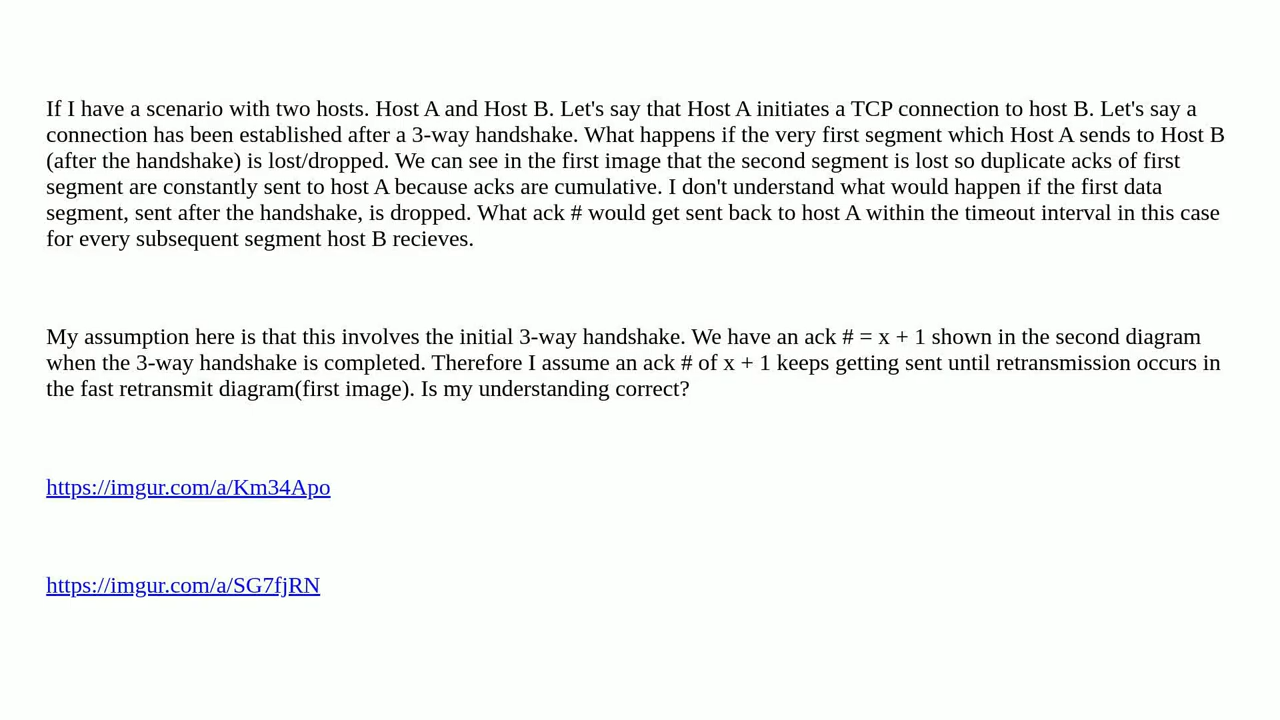 If I have a scenario with two hosts. Host A and Host B. Let's say that Host A initiates a TCP connection to host B. Let's say a
connection has been established after a 3-way handshake. What happens if the very first segment which Host A sends to Host B
(after the handshake) is lost/dropped. We can see in the first image that the second segment is lost so duplicate acks of first
segment are constantly sent to host A because acks are cumulative. I don't understand what would happen if the first data
segment, sent after the handshake, is dropped. What ack # would get sent back to host A within the timeout interval in this case
for every subsequent segment host B recieves.
My assumption here is that this involves the initial 3-way handshake. We have an ack # = x + 1 shown in the second diagram
when the 3-way handshake is completed. Therefore I assume an ack # of x + 1 keeps getting sent until retransmission occurs in
the fast retransmit diagram(first image). Is my understanding correct?
https://imgur.com/a/Km34Apo
https://imgur.com/a/SG7fjRN